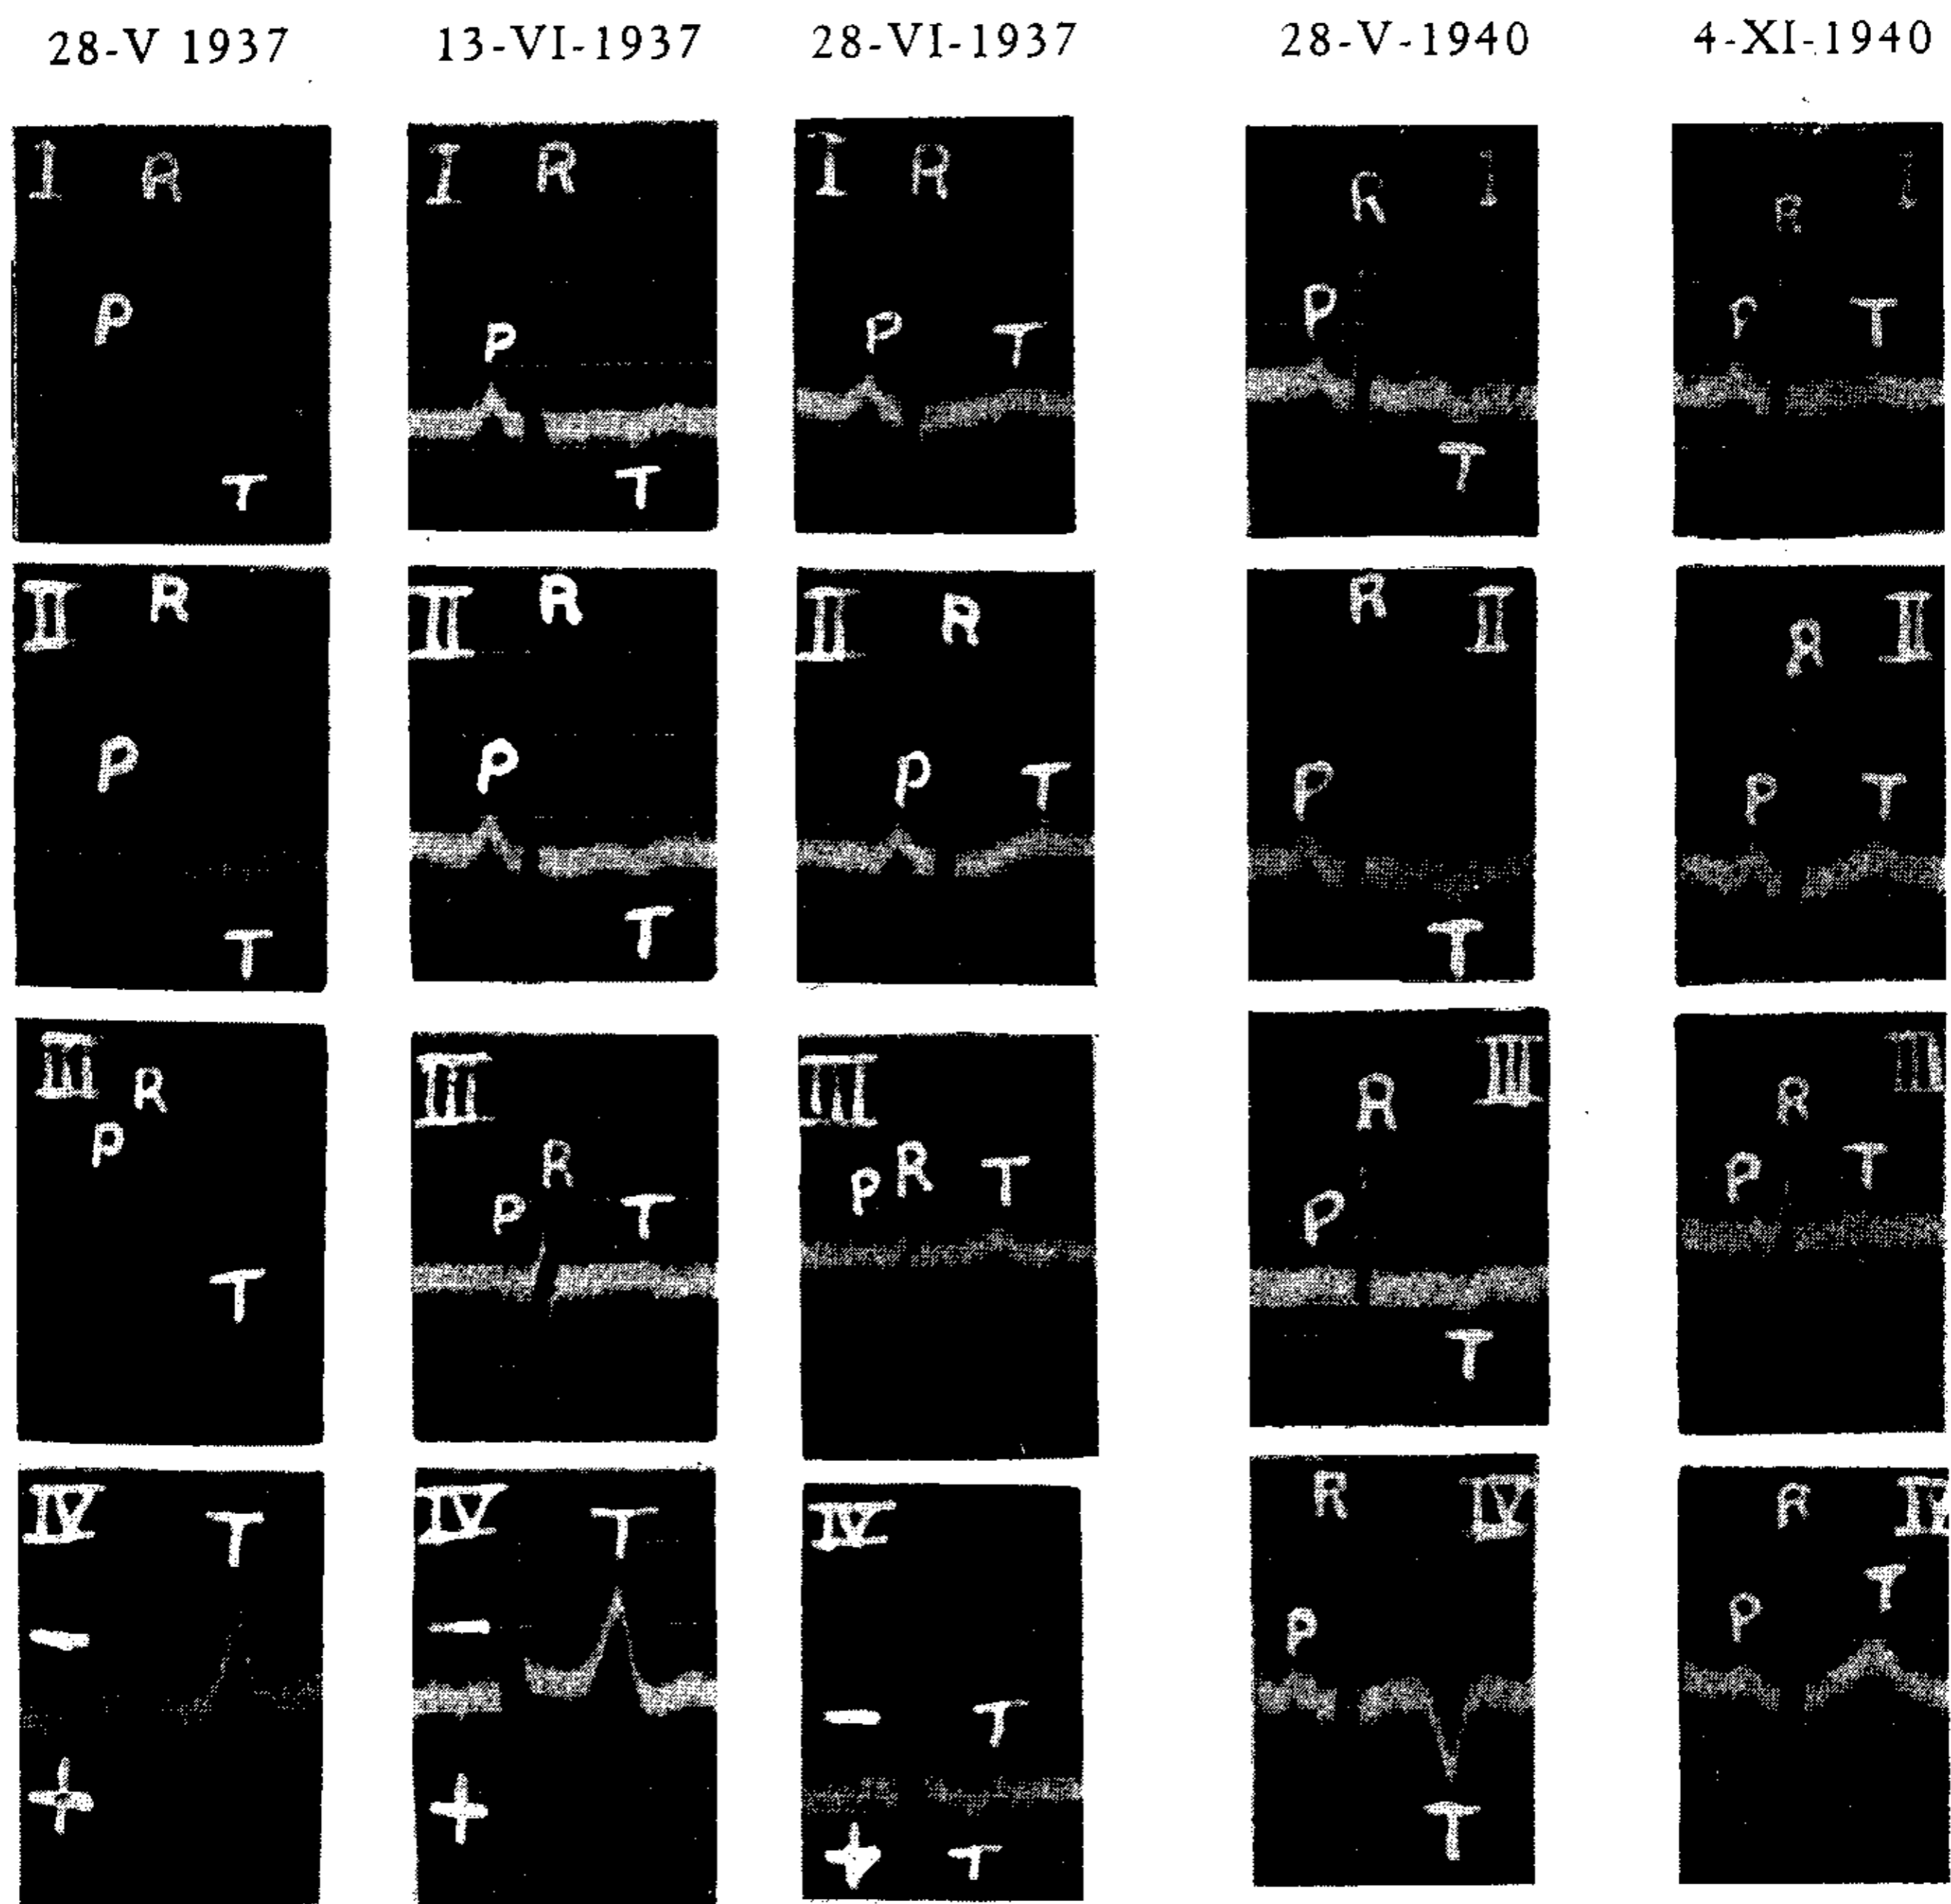 28-V 1937 13-VI-1937 28-VI-1937 28-V-1940 4-XI-1940
I R I R I R R I R I
P P P T P P T
T T T
II R II R II R R II R II
P P P T P P T
T T T
III R III III R III R III
P R P R T P T
P T P
T T
IV T IV T IV R IV R IV
T
P P
− − − T
+ + + T T